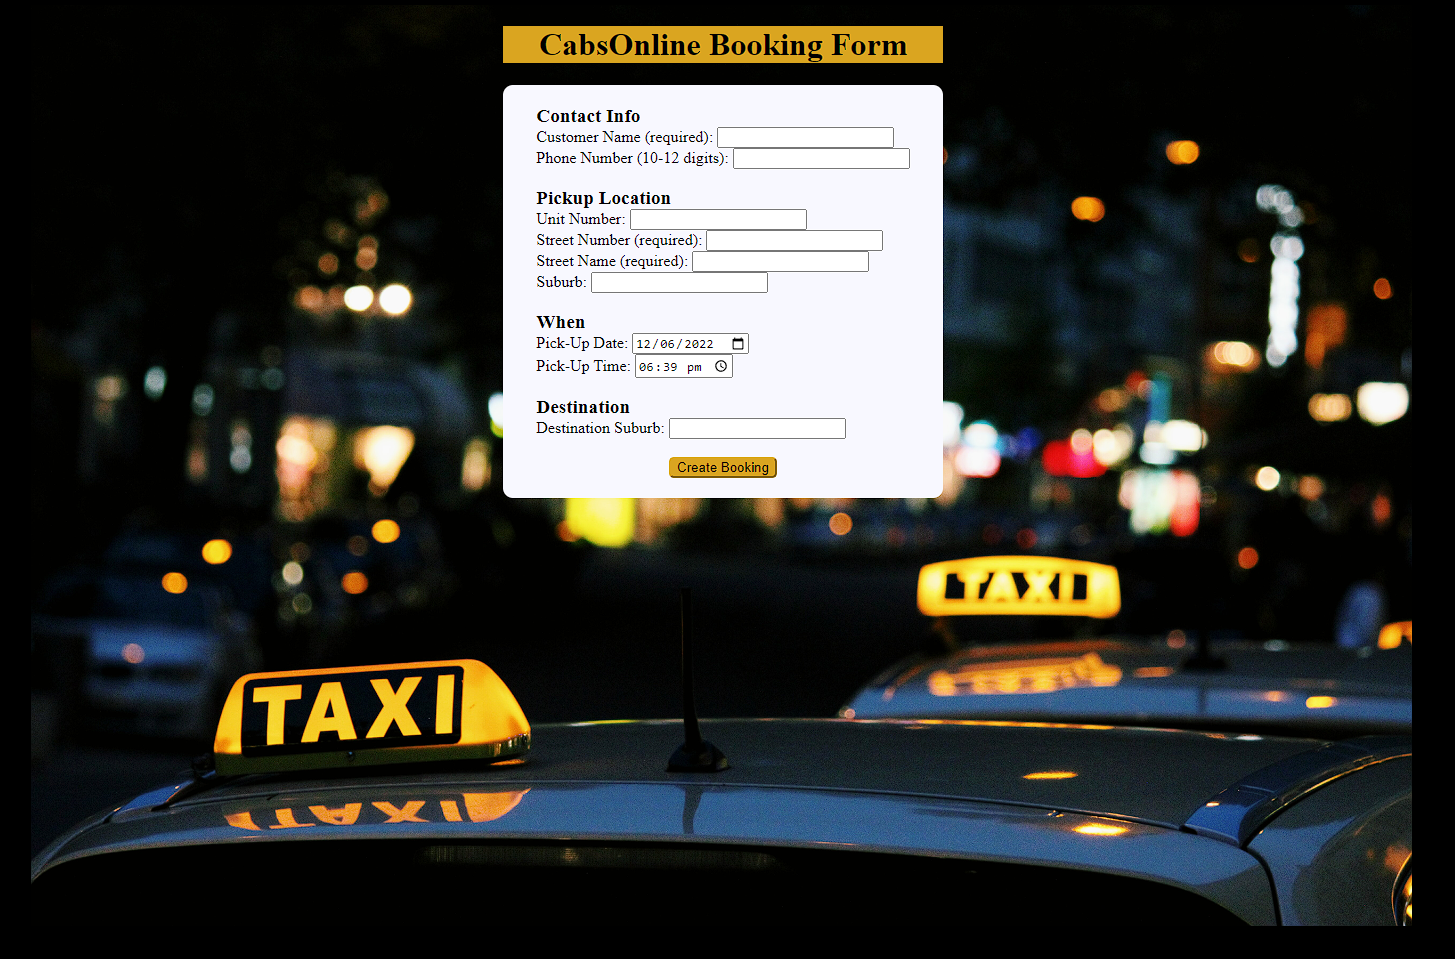 CabsOnline Booking Form
Contact Info
Customer Name (required):
Phone Number (10-12 digits):
Pickup Location
Unit Number:
Street Number (required):
Street Name (required):
Suburb:
When
Pick-Up Date: 12/06/2022
Pick-Up Time: 06:39 pm
Destination
Destination Suburb:
Create Booking
TAXI
TAXI